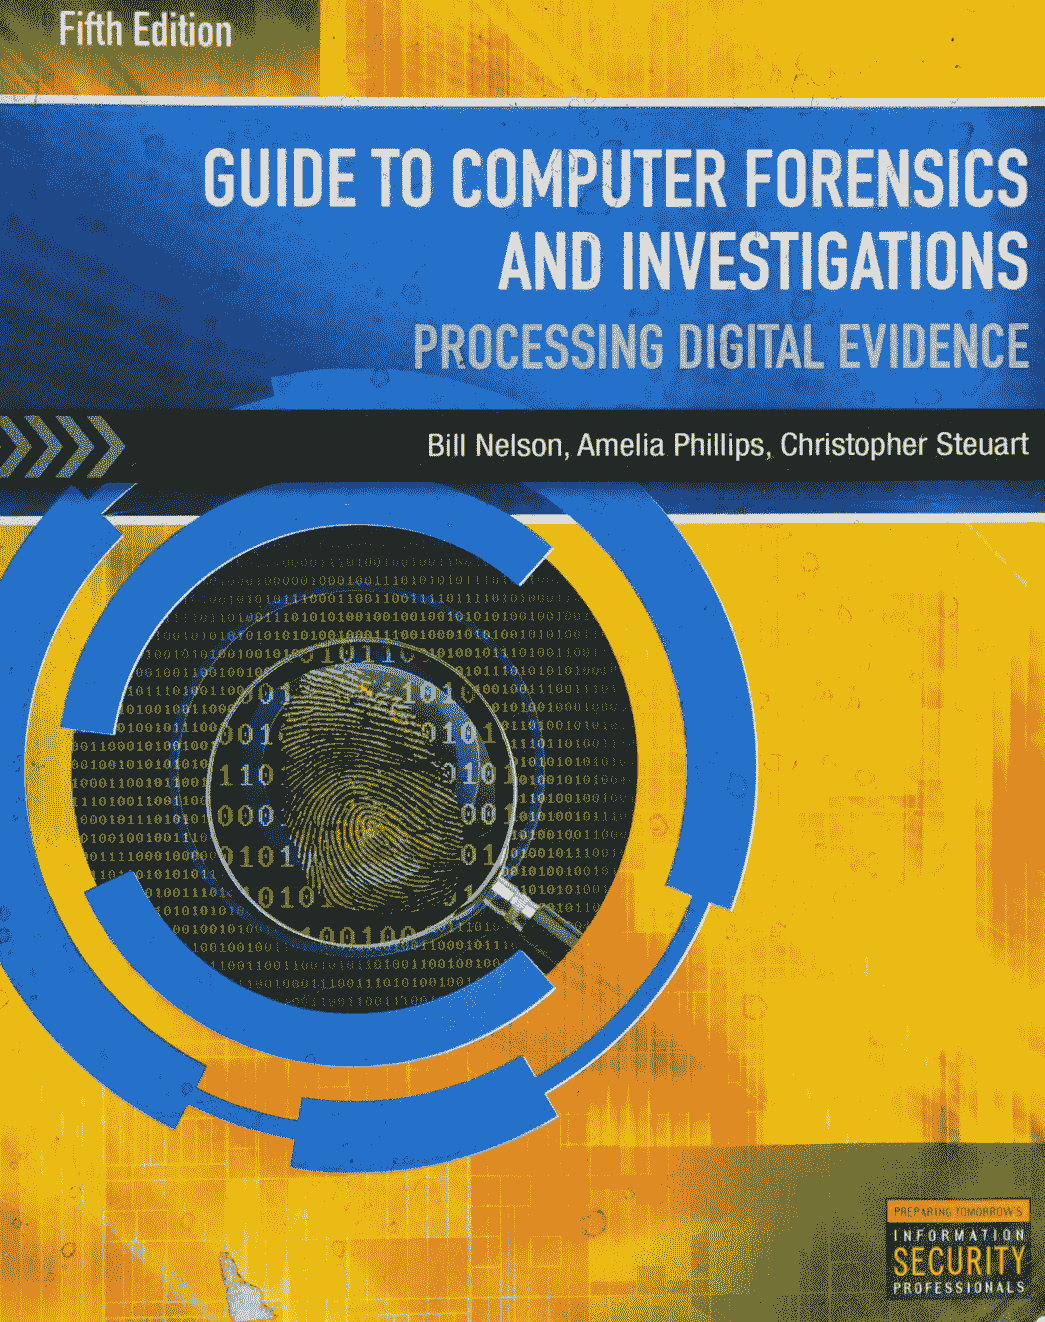 Fifth Edition
GUIDE TO COMPUTER FORENSICS
AND INVESTIGATIONS
PROCESSING DIGITAL EVIDENCE
Bill Nelson, Amelia Phillips, Christopher Steuart
PREPARING TOMORROW'S
INFORMATION
SECURITY
PROFESSIONALS